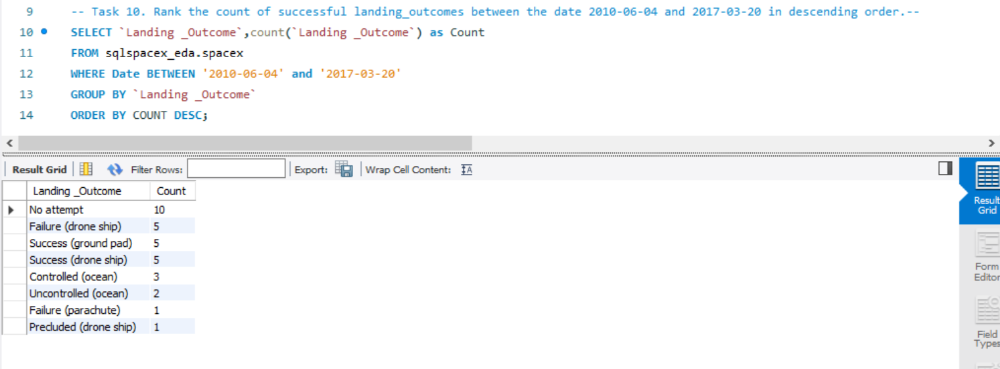 9 -- Task 10. Rank the count of successful landing_outcomes between the date 2010-06-04 and 2017-03-20 in descending order.--
10 SELECT `Landing _Outcome`,count(`Landing _Outcome`) as Count
11 FROM sqlspacex_eda.spacex
12 WHERE Date BETWEEN '2010-06-04' and '2017-03-20'
13 GROUP BY `Landing _Outcome`
14 ORDER BY COUNT DESC;
Result Grid Filter Rows: Export: Wrap Cell Content: IA
Landing _Outcome Count
No attempt 10
Failure (drone ship) 5
Success (ground pad) 5
Success (drone ship) 5
Controlled (ocean) 3
Uncontrolled (ocean) 2
Failure (parachute) 1
Precluded (drone ship) 1
Result
Grid
Form
Editor
Field
Types